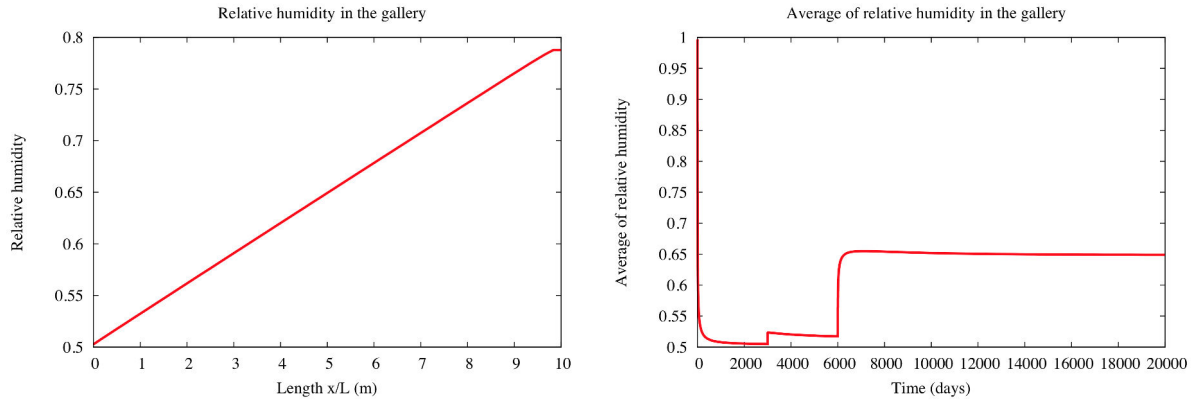 Relative humidity in the gallery
Relative humidity
0.8
0.75
0.7
0.65
0.6
0.55
0.5
0 1 2 3 4 5 6 7 8 9 10
Length x/L (m)
Average of relative humidity in the gallery
Average of relative humidity
1
0.95
0.9
0.85
0.8
0.75
0.7
0.65
0.6
0.55
0.5
0 2000 4000 6000 8000 10000 12000 14000 16000 18000 20000
Time (days)